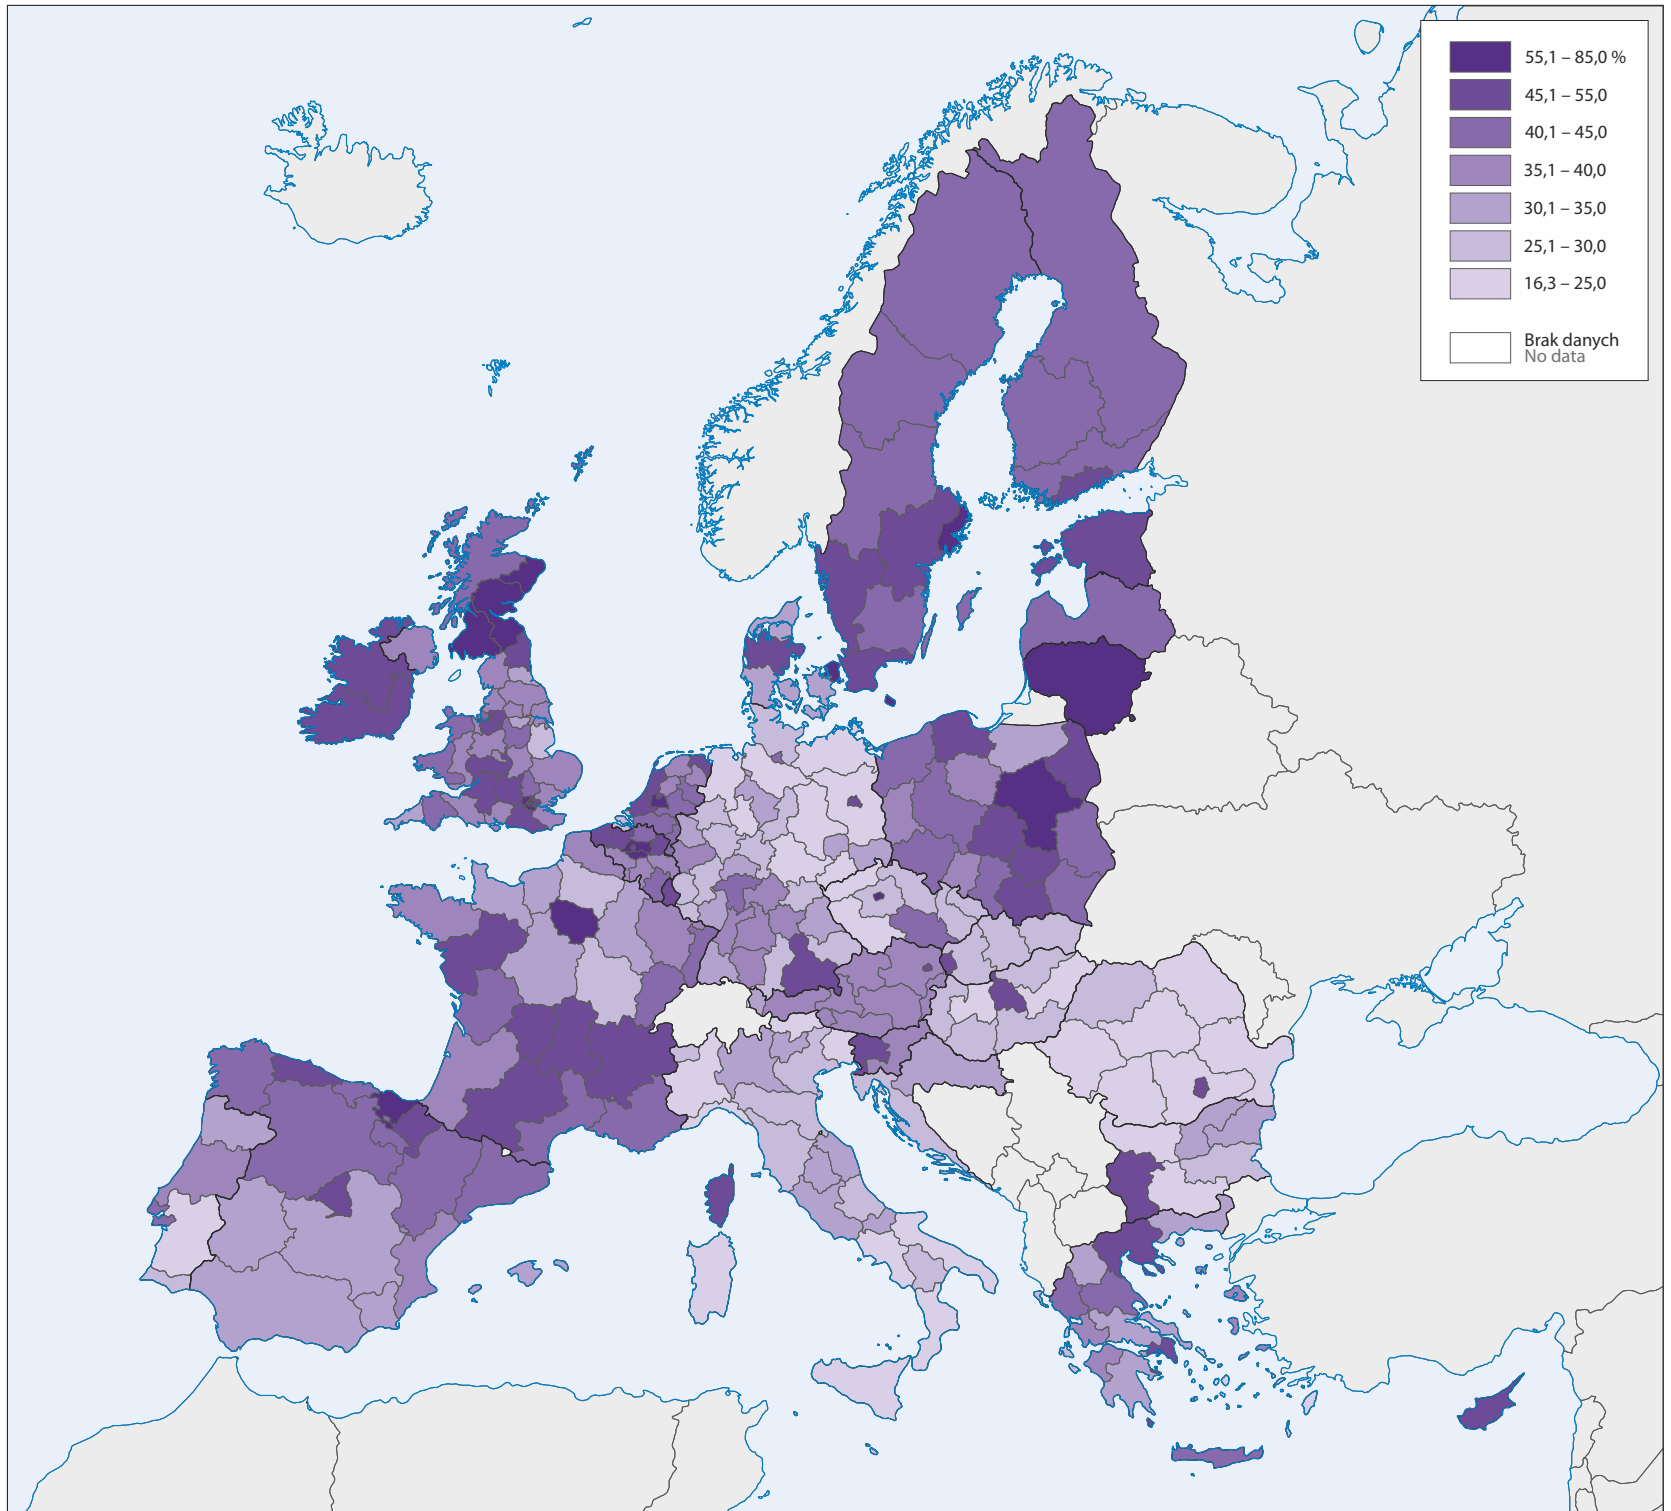 55,1 – 85,0 %
45,1 – 55,0
40,1 – 45,0
35,1 – 40,0
30,1 – 35,0
25,1 – 30,0
16,3 – 25,0
Brak danych
No data